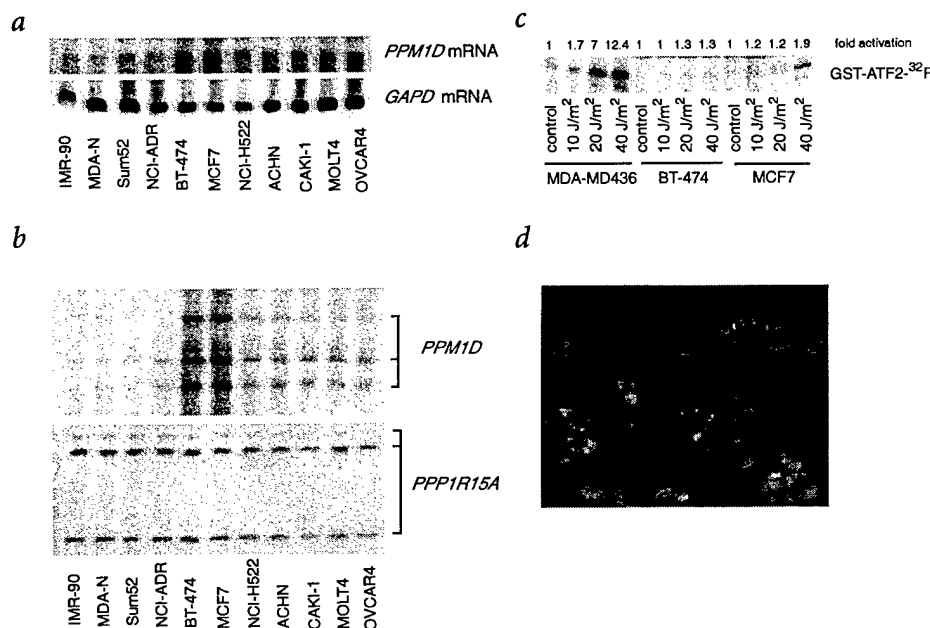 a
PPM1D mRNA
GAPD mRNA
IMR-90
MDA-N
Sum52
NCI-ADR
BT-474
MCF7
NCI-H522
ACHN
CAKI-1
MOLT4
OVCAR4
b
PPM1D
PPP1R15A
IMR-90
MDA-N
Sum52
NCI-ADR
BT-474
MCF7
NCI-H522
ACHN
CAKI-1
MOLT4
OVCAR4
c
1 1.7 7 12.4 1 1 1.3 1.3 1 1.2 1.2 1.9 fold activation
GST-ATF2-³²P
control
10 J/m²
20 J/m²
40 J/m²
control
10 J/m²
20 J/m²
40 J/m²
control
10 J/m²
20 J/m²
40 J/m²
MDA-MD436 BT-474 MCF7
d